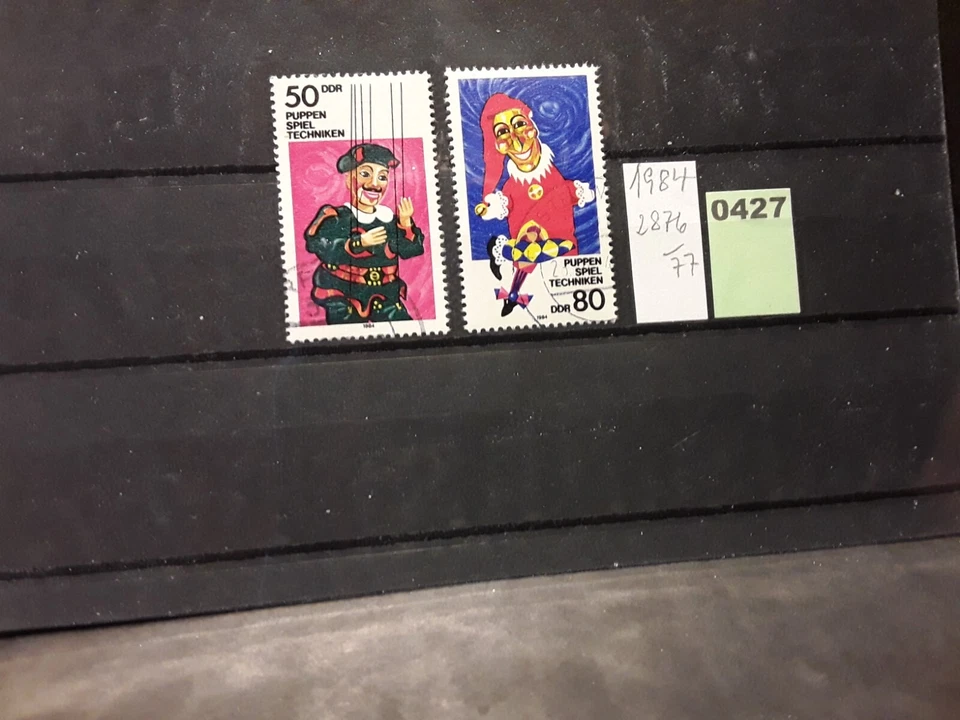 50 DDR
PUPPEN
SPIEL
TECHNIKEN
1984
PUPPEN
SPIEL
TECHNIKEN
DDR 80
1984
1984
2876
77
0427